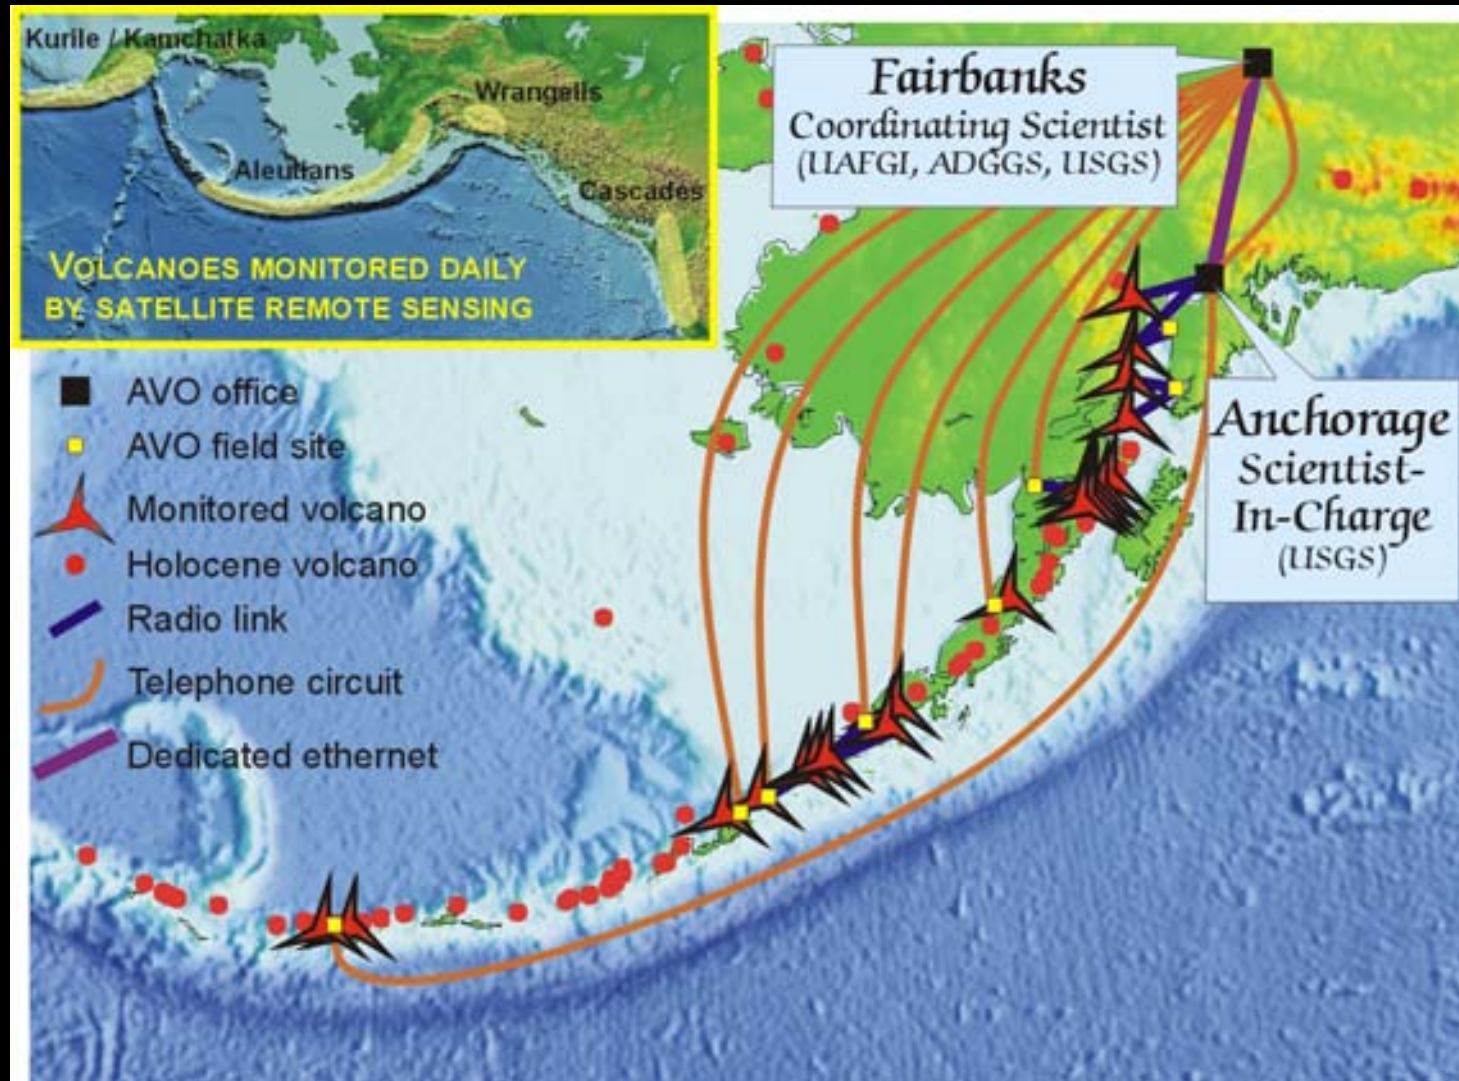 Kurile / Kamchatka
Wrangells
Aleutians
Cascades
VOLCANOES MONITORED DAILY
BY SATELLITE REMOTE SENSING
Fairbanks
Coordinating Scientist
(UAFGI, ADGGS, USGS)
AVO office
AVO field site
Monitored volcano
Holocene volcano
Radio link
Telephone circuit
Dedicated ethernet
Anchorage
Scientist-
In-Charge
(USGS)